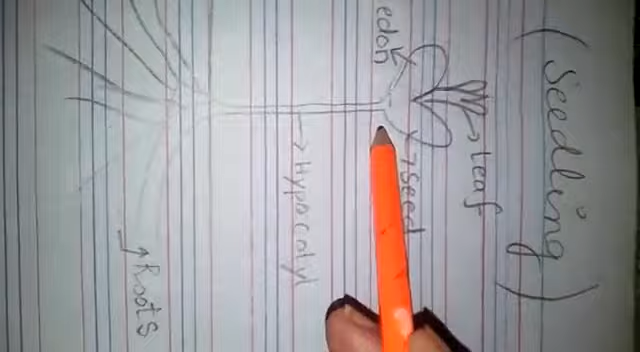 (Seedling)
Leaf
edon
Seed
Hypocotyl
Roots